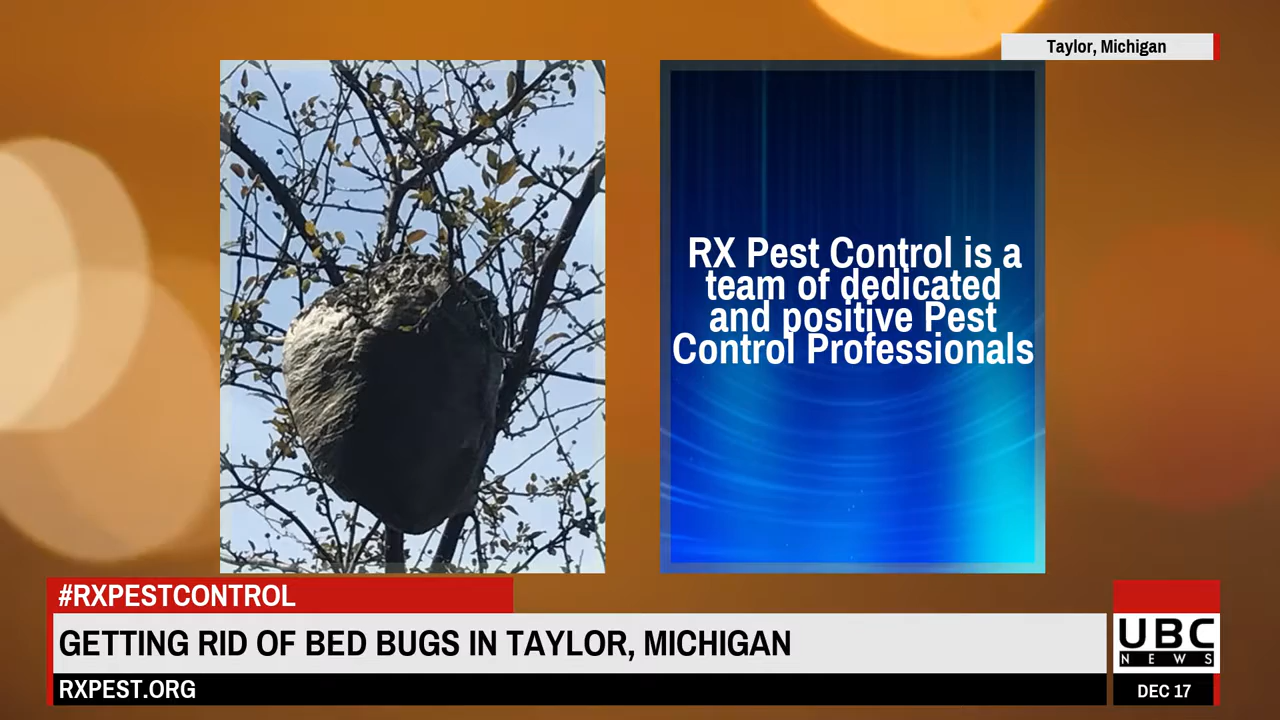 Taylor, Michigan
RX Pest Control is a
team of dedicated
and positive Pest
Control Professionals
#RXPESTCONTROL
GETTING RID OF BED BUGS IN TAYLOR, MICHIGAN
RXPEST.ORG
UBC
NEWS
DEC 17